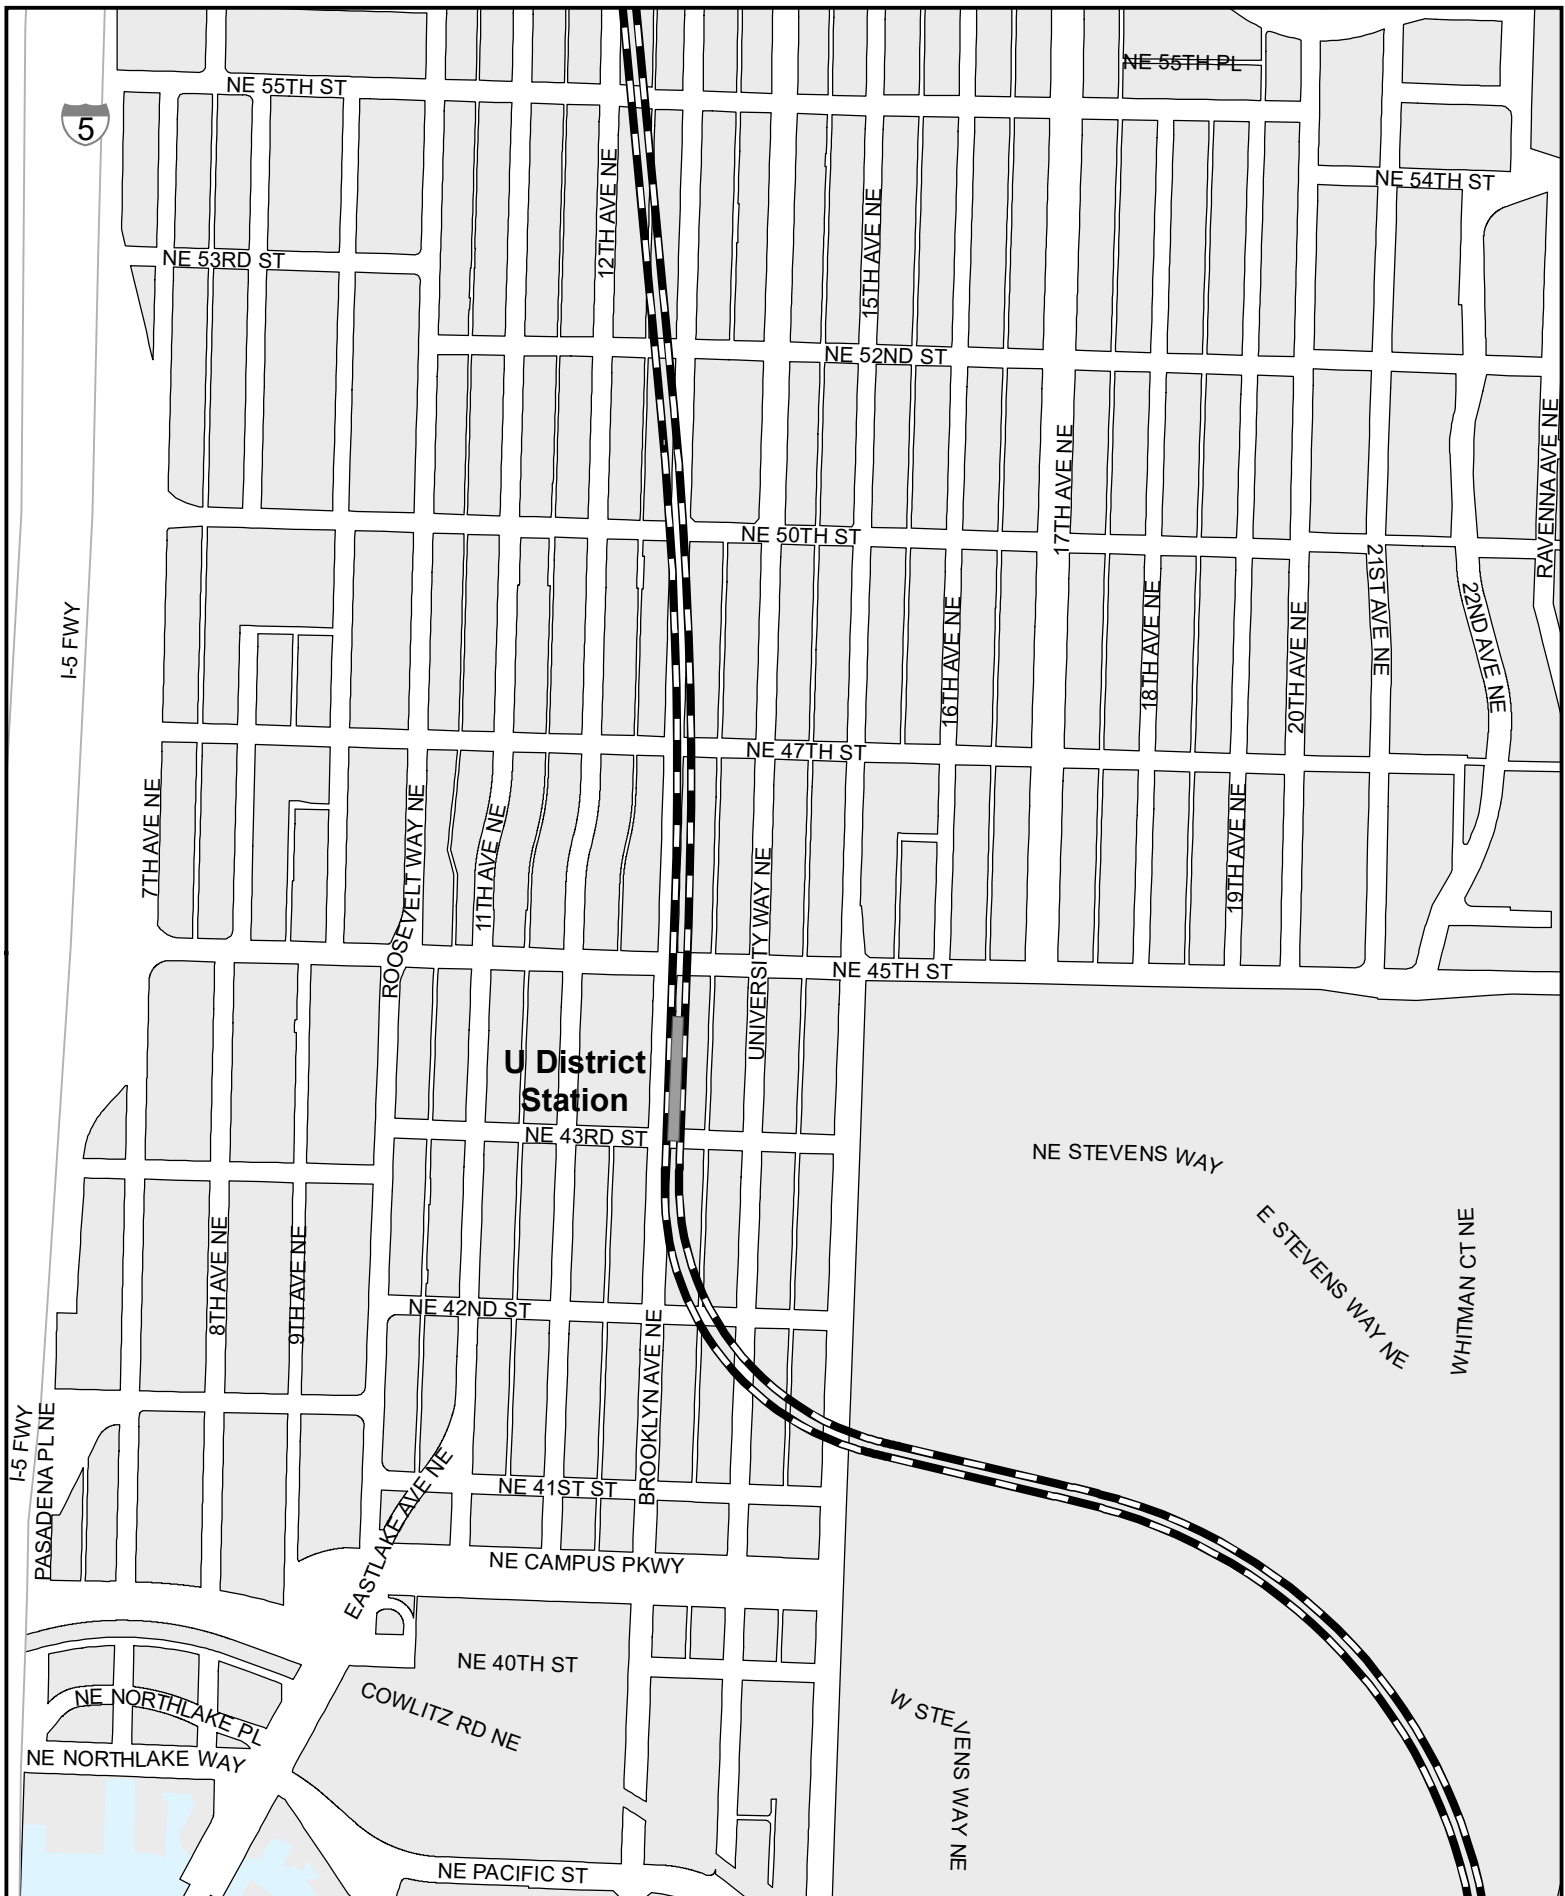 NE 55TH PL
NE 55TH ST
5
12TH AVE NE
NE 54TH ST
15TH AVE NE
NE 53RD ST
NE 52ND ST
17TH AVE NE
RAVENNA AVE NE
NE 50TH ST
21ST AVE NE
22ND AVE NE
I-5 FWY
16TH AVE NE
18TH AVE NE
20TH AVE NE
NE 47TH ST
7TH AVE NE
ROOSEVELT WAY NE
11TH AVE NE
UNIVERSITY WAY NE
19TH AVE NE
NE 45TH ST
U District
Station
NE 43RD ST
NE STEVENS WAY
E STEVENS WAY NE
WHITMAN CT NE
8TH AVE NE
9TH AVE NE
NE 42ND ST
BROOKLYN AVE NE
I-5 FWY
PASADENA PL NE
EASTLAKE AVE NE
NE 41ST ST
NE CAMPUS PKWY
NE 40TH ST
COWLITZ RD NE
W STEVENS WAY NE
NE NORTHLAKE PL
NE NORTHLAKE WAY
NE PACIFIC ST